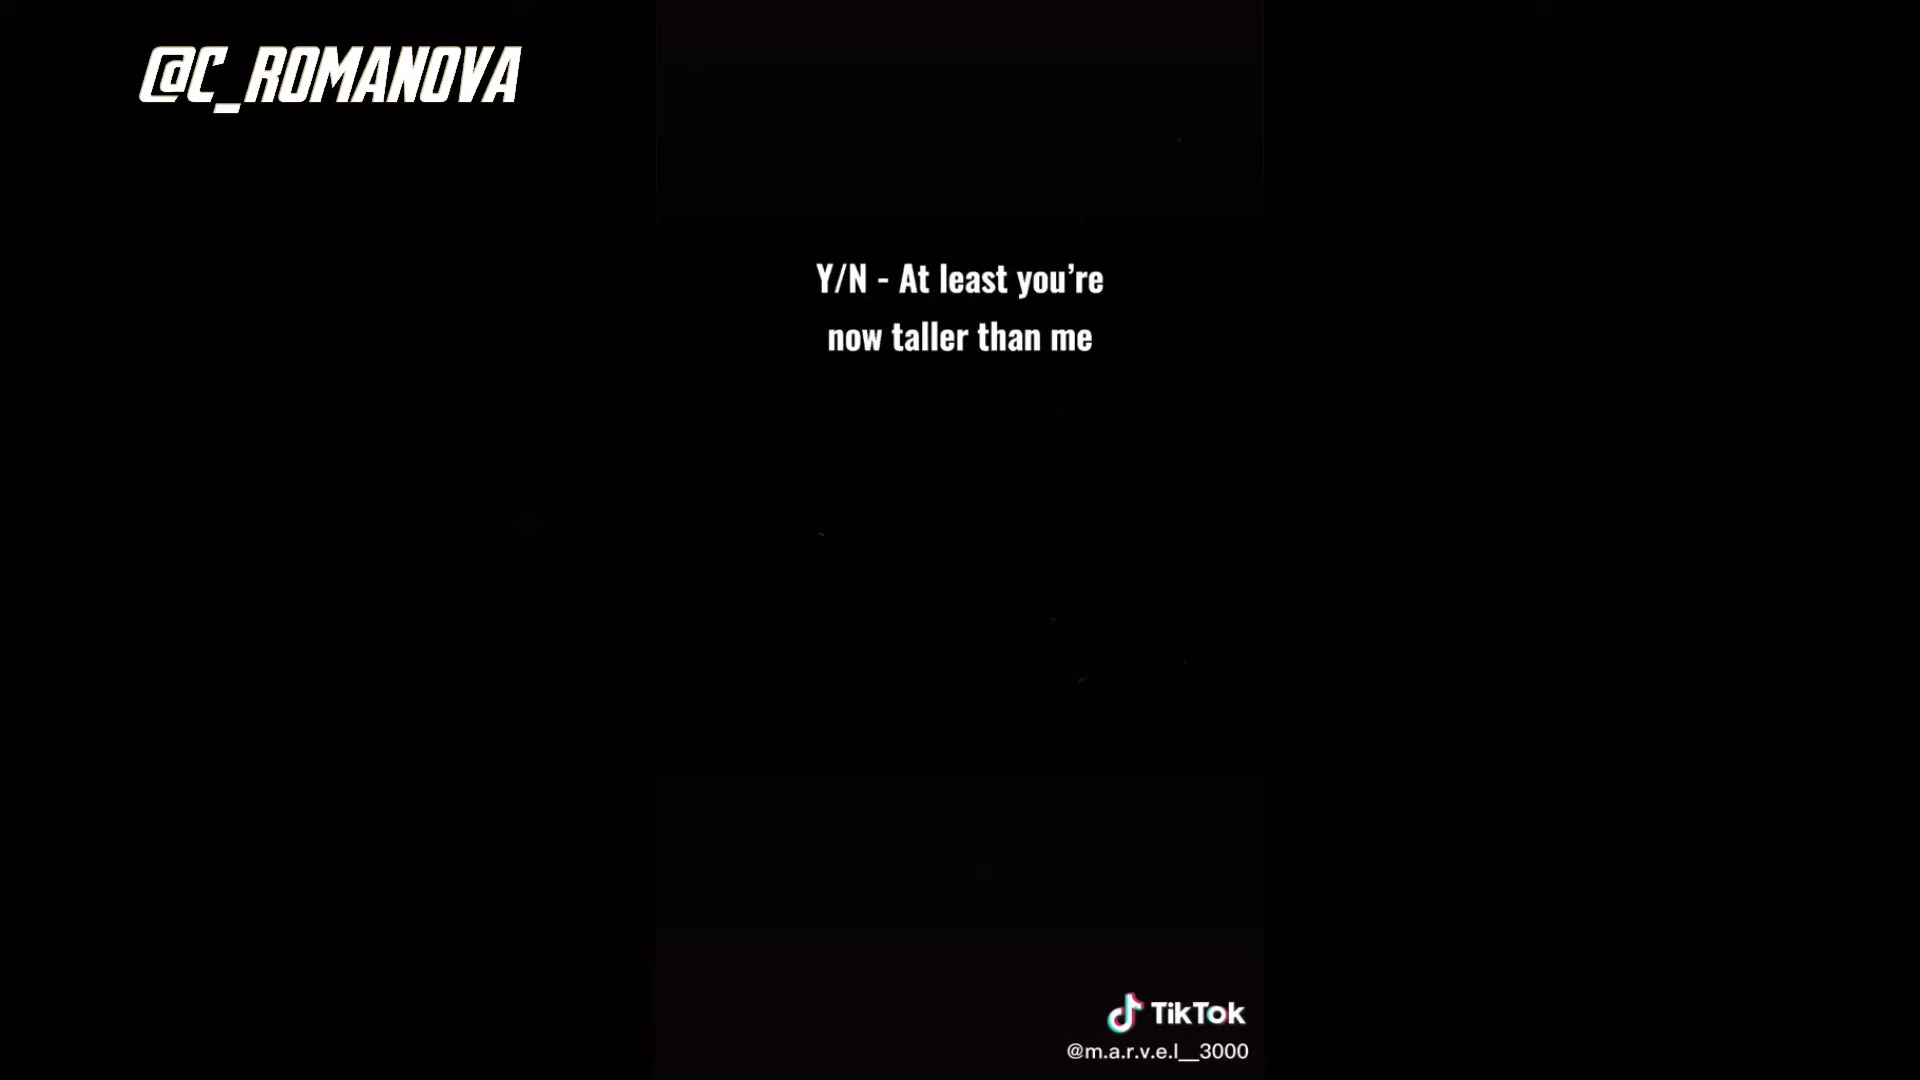 @C_ROMANOVA
Y/N - At least you’re
now taller than me
TikTok
@m.a.r.v.e.l__3000